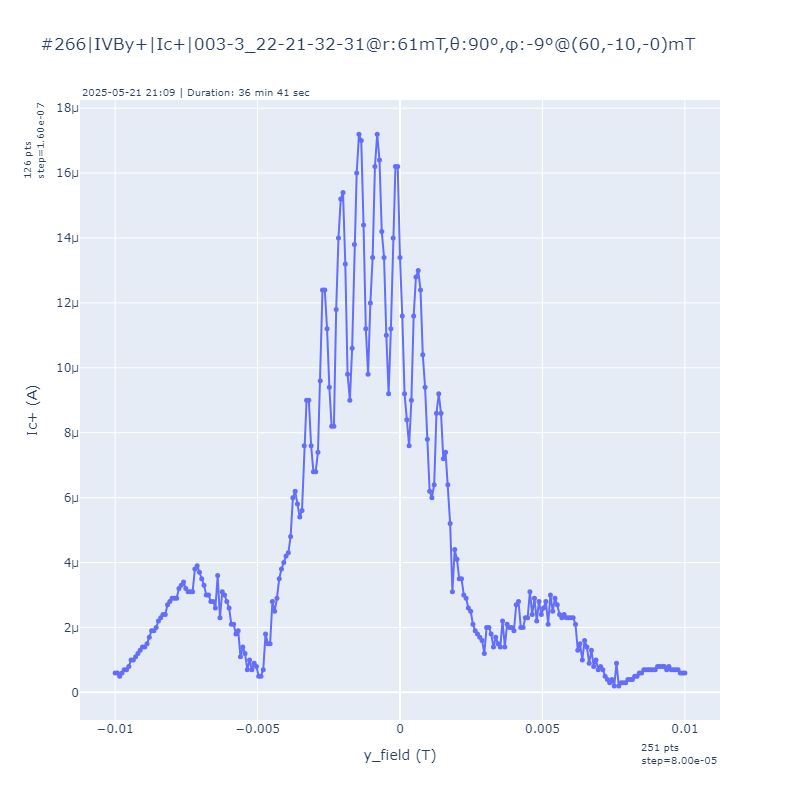 #266|IVBy+|Ic+|003-3_22-21-32-31@r:61mT,θ:90°,φ:-9°@(60,-10,-0)mT
2025-05-21 21:09 | Duration: 36 min 41 sec
126 pts
step=1.60e-07
18μ
16μ
14μ
12μ
10μ
8μ
6μ
4μ
2μ
0
Ic+ (A)
−0.01
−0.005
0
0.005
0.01
y_field (T)
251 pts
step=8.00e-05